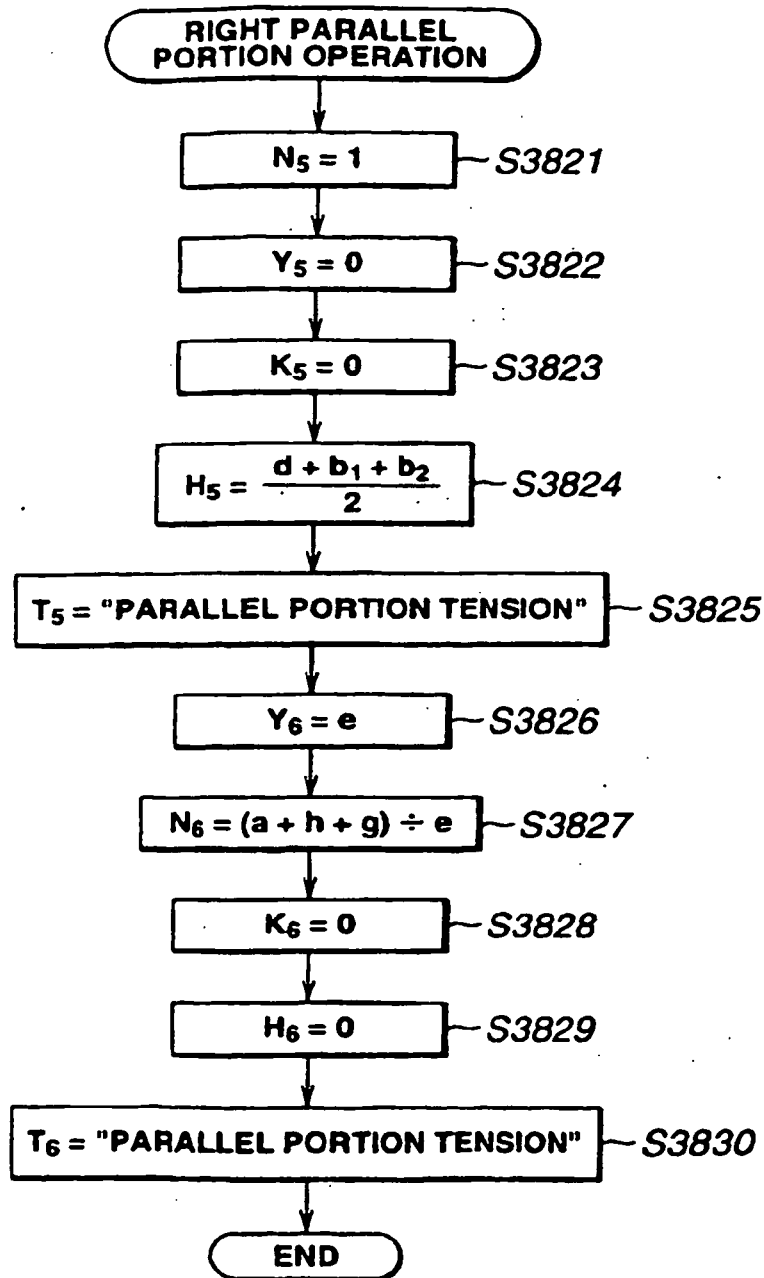 RIGHT PARALLEL
PORTION OPERATION
N₅ = 1 S3821
Y₅ = 0 S3822
K₅ = 0 S3823
H₅ = (d + b₁ + b₂) / 2 S3824
T₅ = "PARALLEL PORTION TENSION" S3825
Y₆ = e S3826
N₆ = (a + h + g) ÷ e S3827
K₆ = 0 S3828
H₆ = 0 S3829
T₆ = "PARALLEL PORTION TENSION" S3830
END